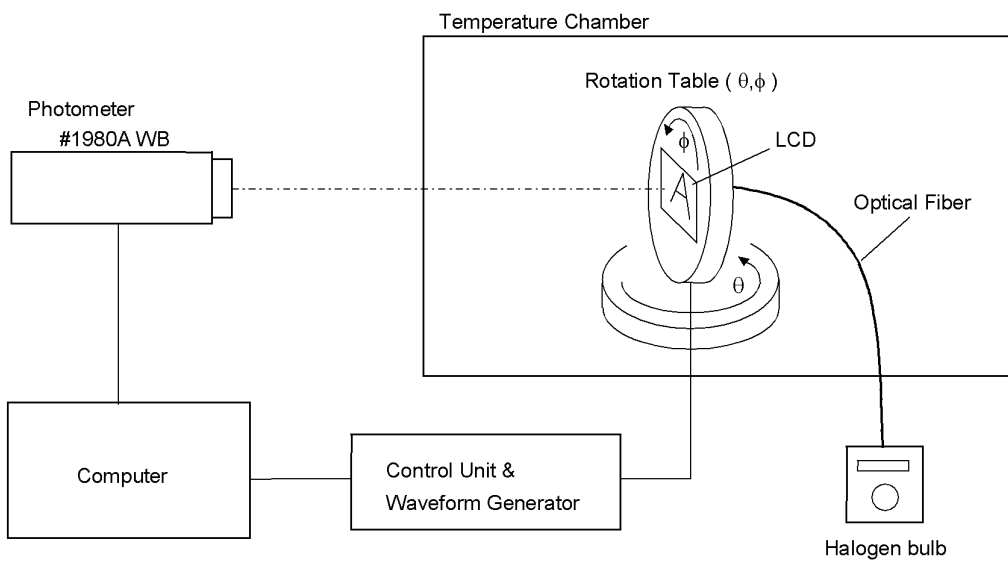 Temperature Chamber
Rotation Table ( θ,ϕ )
Photometer
#1980A WB
ϕ
LCD
A
Optical Fiber
θ
Computer
Control Unit &
Waveform Generator
Halogen bulb